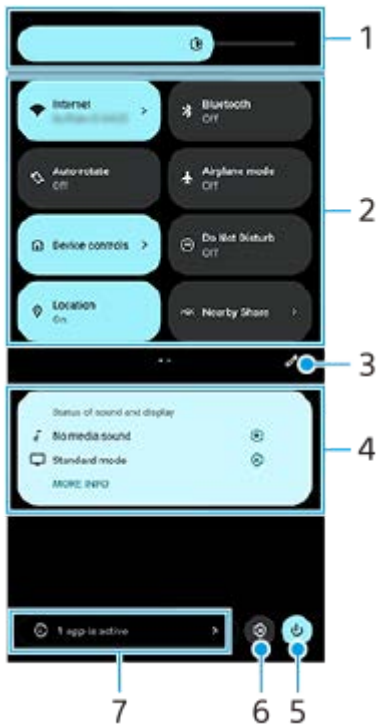 1
Internet
Bluetooth
Off
Auto-rotate
Off
Airplane mode
Off
2
Device controls
Do Not Disturb
Off
Location
On
Nearby Share
3
Status of sound and display
No media sound
Standard mode
MORE INFO
4
1 app is active
7
6
5